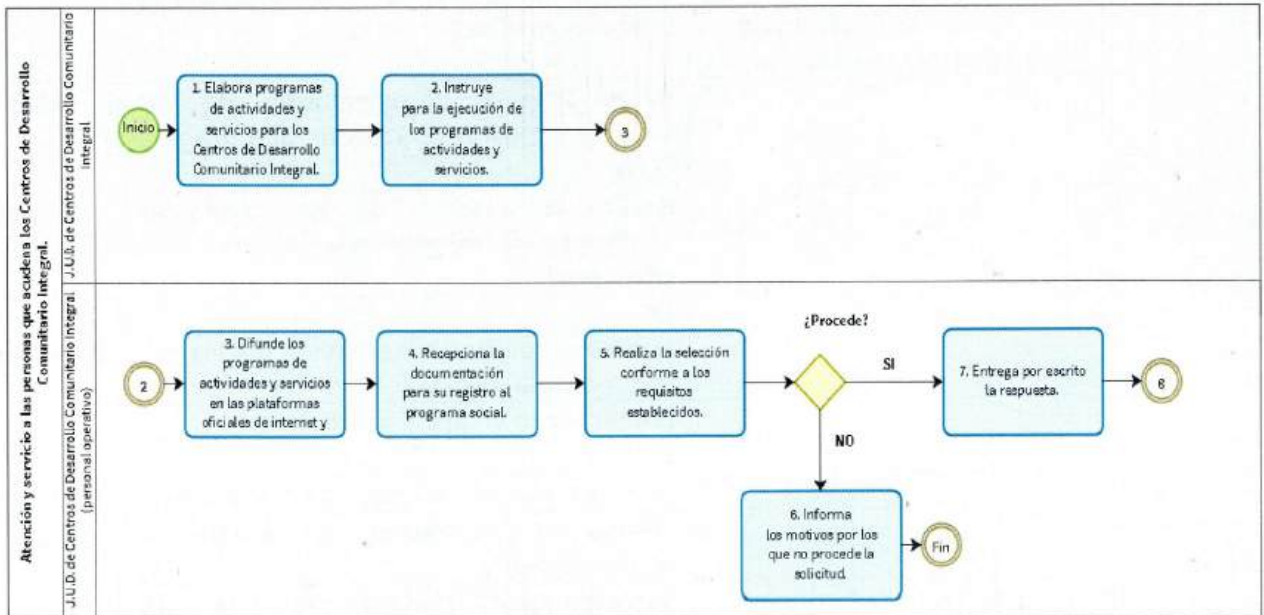 Atención y servicio a las personas que acuden a los Centros de Desarrollo
Comunitario Integral.
J.U.D. de Centros de Desarrollo Comunitario
Integral
Inicio
1. Elabora programas
de actividades y
servicios para los
Centros de Desarrollo
Comunitario Integral.
2. Instruye
para la ejecución de
los programas de
actividades y
servicios.
3
J.U.D. de Centros de Desarrollo Comunitario Integral
(personal operativo)
2
3. Difunde los
programas de
actividades y servicios
en las plataformas
oficiales de internet y
4. Recepciona la
documentación
para su registro al
programa social.
5. Realiza la selección
conforme a los
requisitos
establecidos.
¿Procede?
SI
NO
7. Entrega por escrito
la respuesta.
8
6. Informa
los motivos por los
que no procede la
solicitud.
Fin